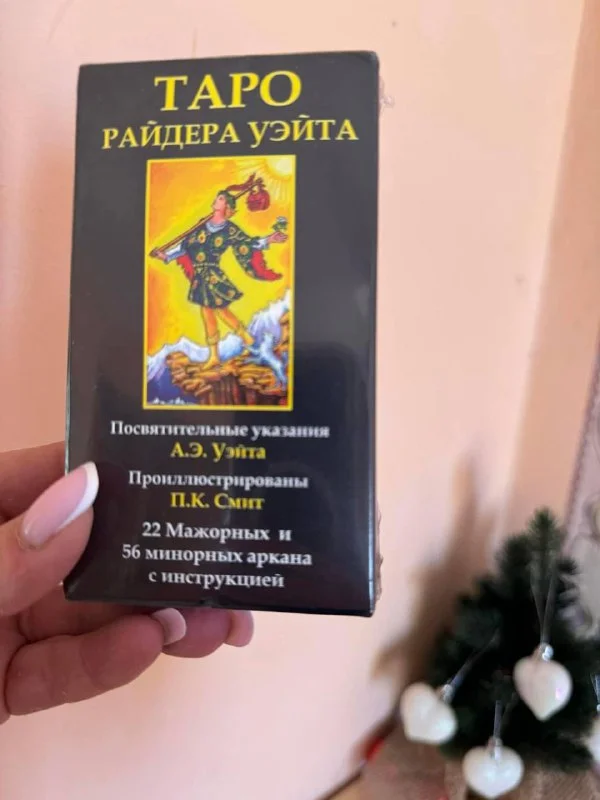 ТАРО
РАЙДЕРА УЭЙТА
Посвятительные указания
А.Э. Уэйта
Проиллюстрированы
П.К. Смит
22 Мажорных и
56 минорных аркана
с инструкцией